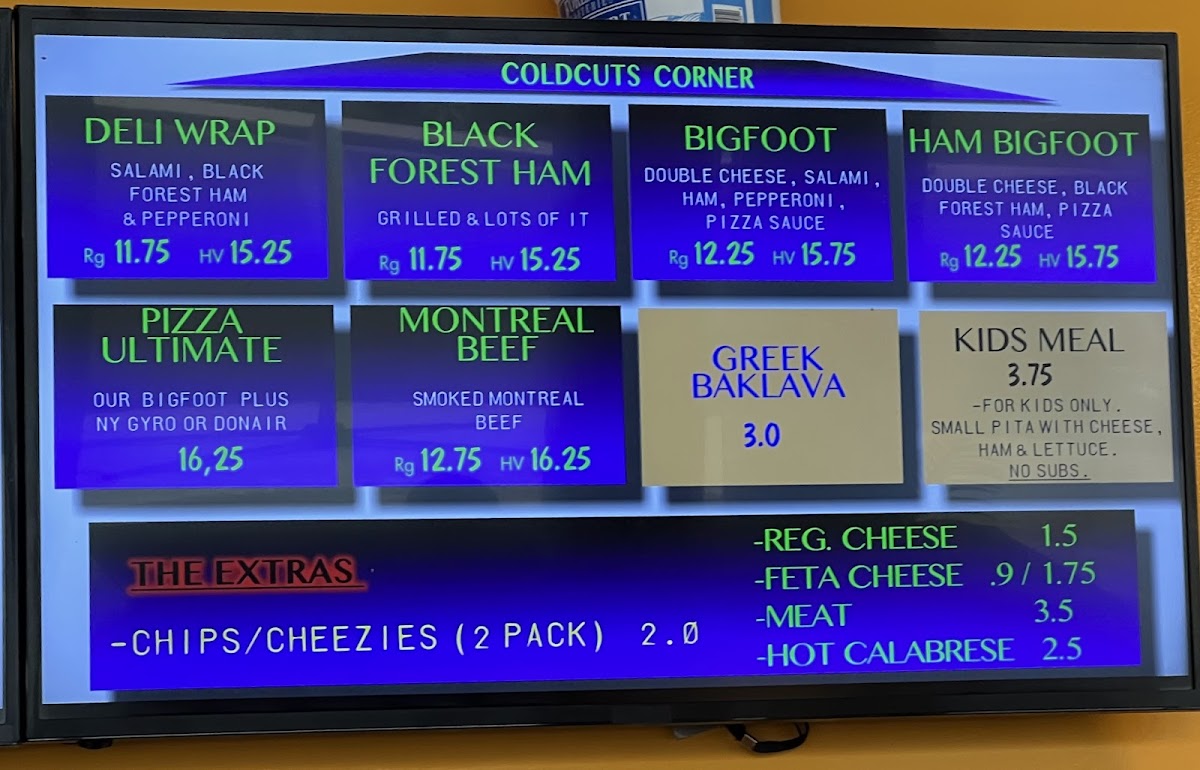 COLDCUTS CORNER
DELI WRAP
SALAMI, BLACK
FOREST HAM
& PEPPERONI
Rg 11.75 HV 15.25
BLACK
FOREST HAM
GRILLED & LOTS OF IT
Rg 11.75 HV 15.25
BIGFOOT
DOUBLE CHEESE, SALAMI,
HAM, PEPPERONI,
PIZZA SAUCE
Rg 12.25 HV 15.75
HAM BIGFOOT
DOUBLE CHEESE, BLACK
FOREST HAM, PIZZA
SAUCE
Rg 12.25 HV 15.75
PIZZA
ULTIMATE
OUR BIGFOOT PLUS
NY GYRO OR DONAIR
16,25
MONTREAL
BEEF
SMOKED MONTREAL
BEEF
Rg 12.75 HV 16.25
GREEK
BAKLAVA
3.0
KIDS MEAL
3.75
-FOR KIDS ONLY.
SMALL PITA WITH CHEESE,
HAM & LETTUCE.
NO SUBS.
THE EXTRAS
-CHIPS/CHEEZIES (2 PACK) 2.0
-REG. CHEESE 1.5
-FETA CHEESE .9 / 1.75
-MEAT 3.5
-HOT CALABRESE 2.5